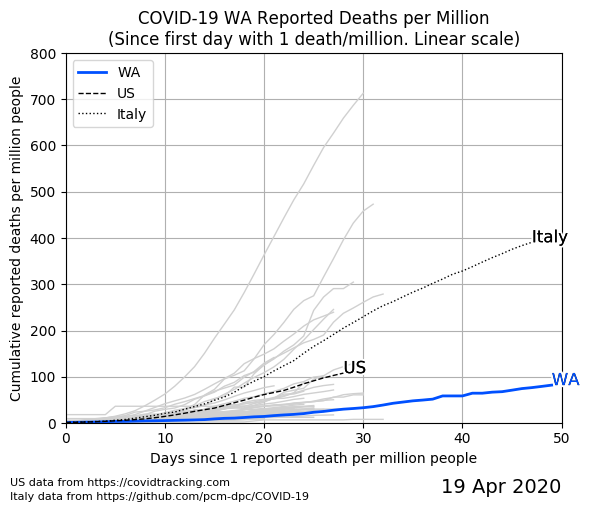 COVID-19 WA Reported Deaths per Million
(Since first day with 1 death/million. Linear scale)
800
700
600
500
400
300
200
100
0
Cumulative reported deaths per million people
WA
US
Italy
Italy
US
WA
0 10 20 30 40 50
Days since 1 reported death per million people
US data from https://covidtracking.com
Italy data from https://github.com/pcm-dpc/COVID-19
19 Apr 2020